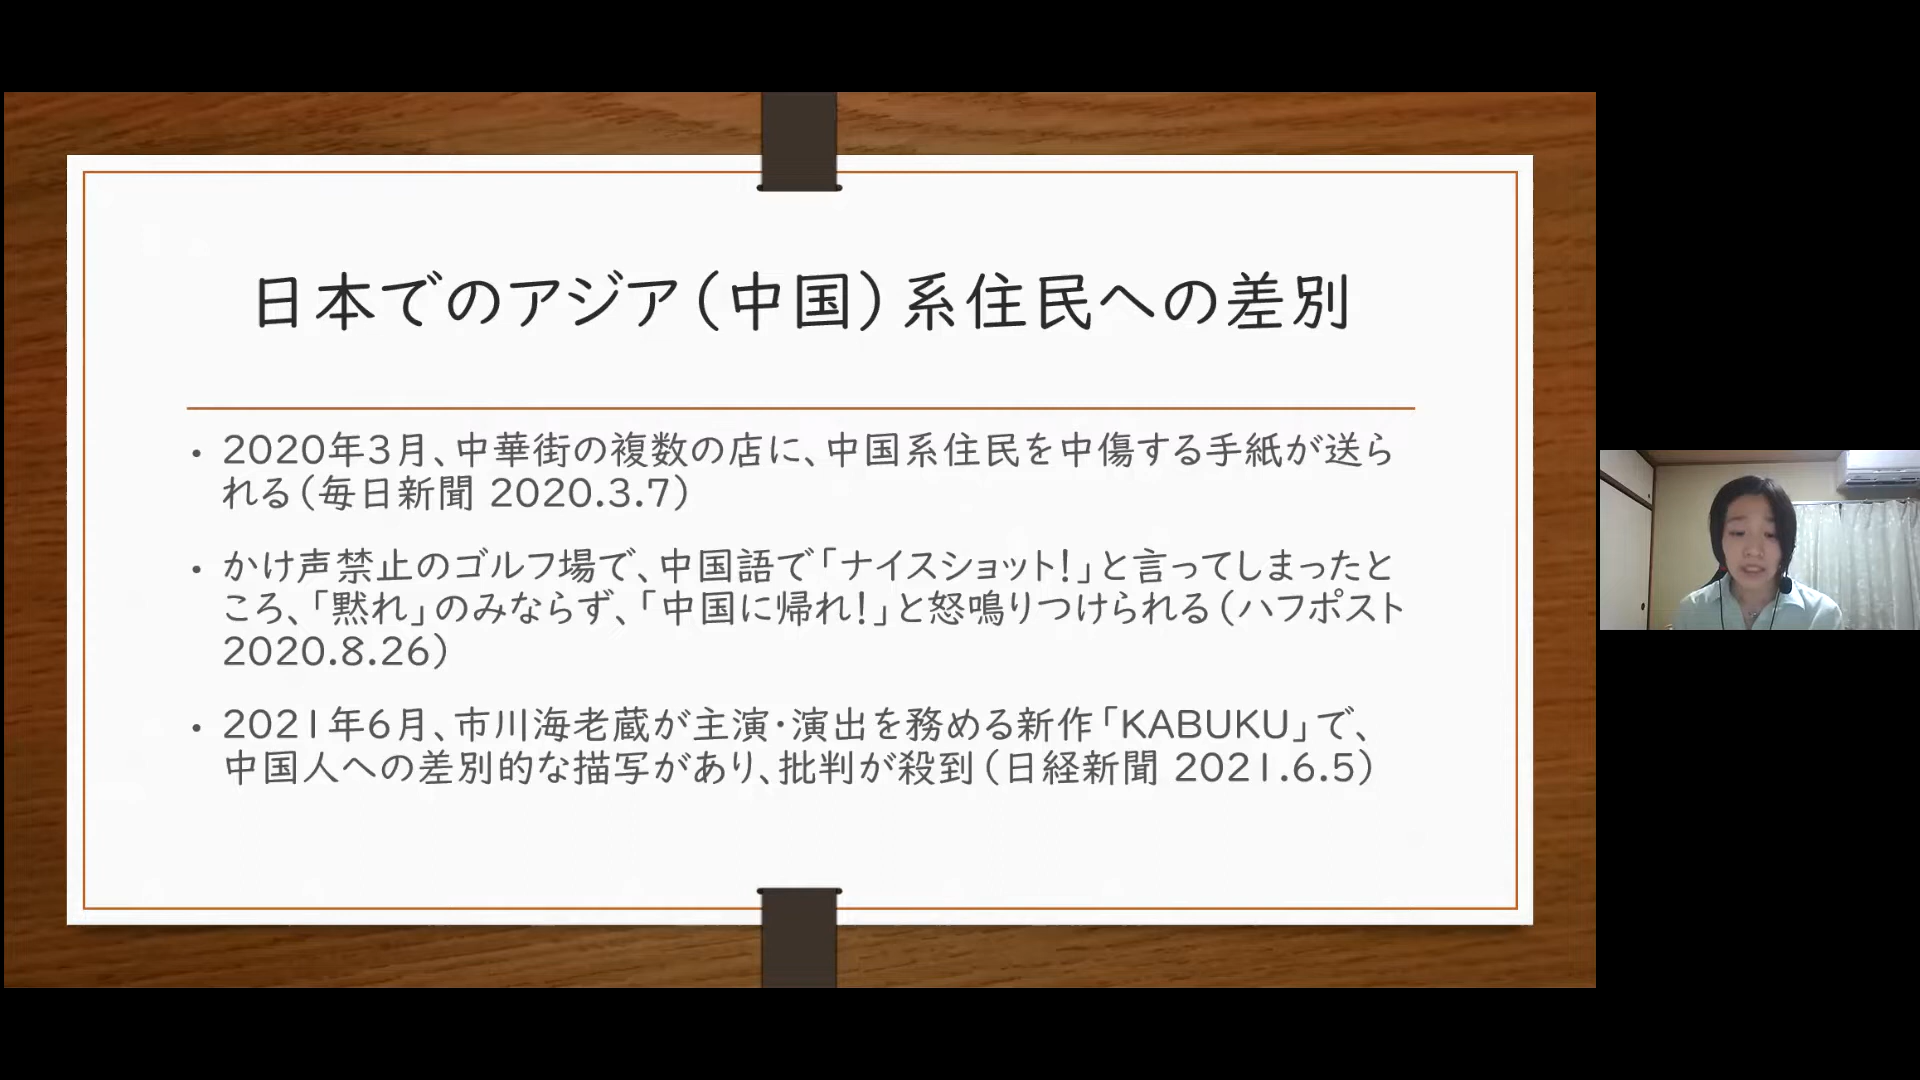 日本でのアジア（中国）系住民への差別
• 2020年3月、中華街の複数の店に、中国系住民を中傷する手紙が送ら
れる（毎日新聞 2020.3.7）
• かけ声禁止のゴルフ場で、中国語で「ナイスショット！」と言ってしまったと
ころ、「黙れ」のみならず、「中国に帰れ！」と怒鳴りつけられる（ハフポスト
2020.8.26）
• 2021年6月、市川海老蔵が主演・演出を務める新作「KABUKU」で、
中国人への差別的な描写があり、批判が殺到（日経新聞 2021.6.5）